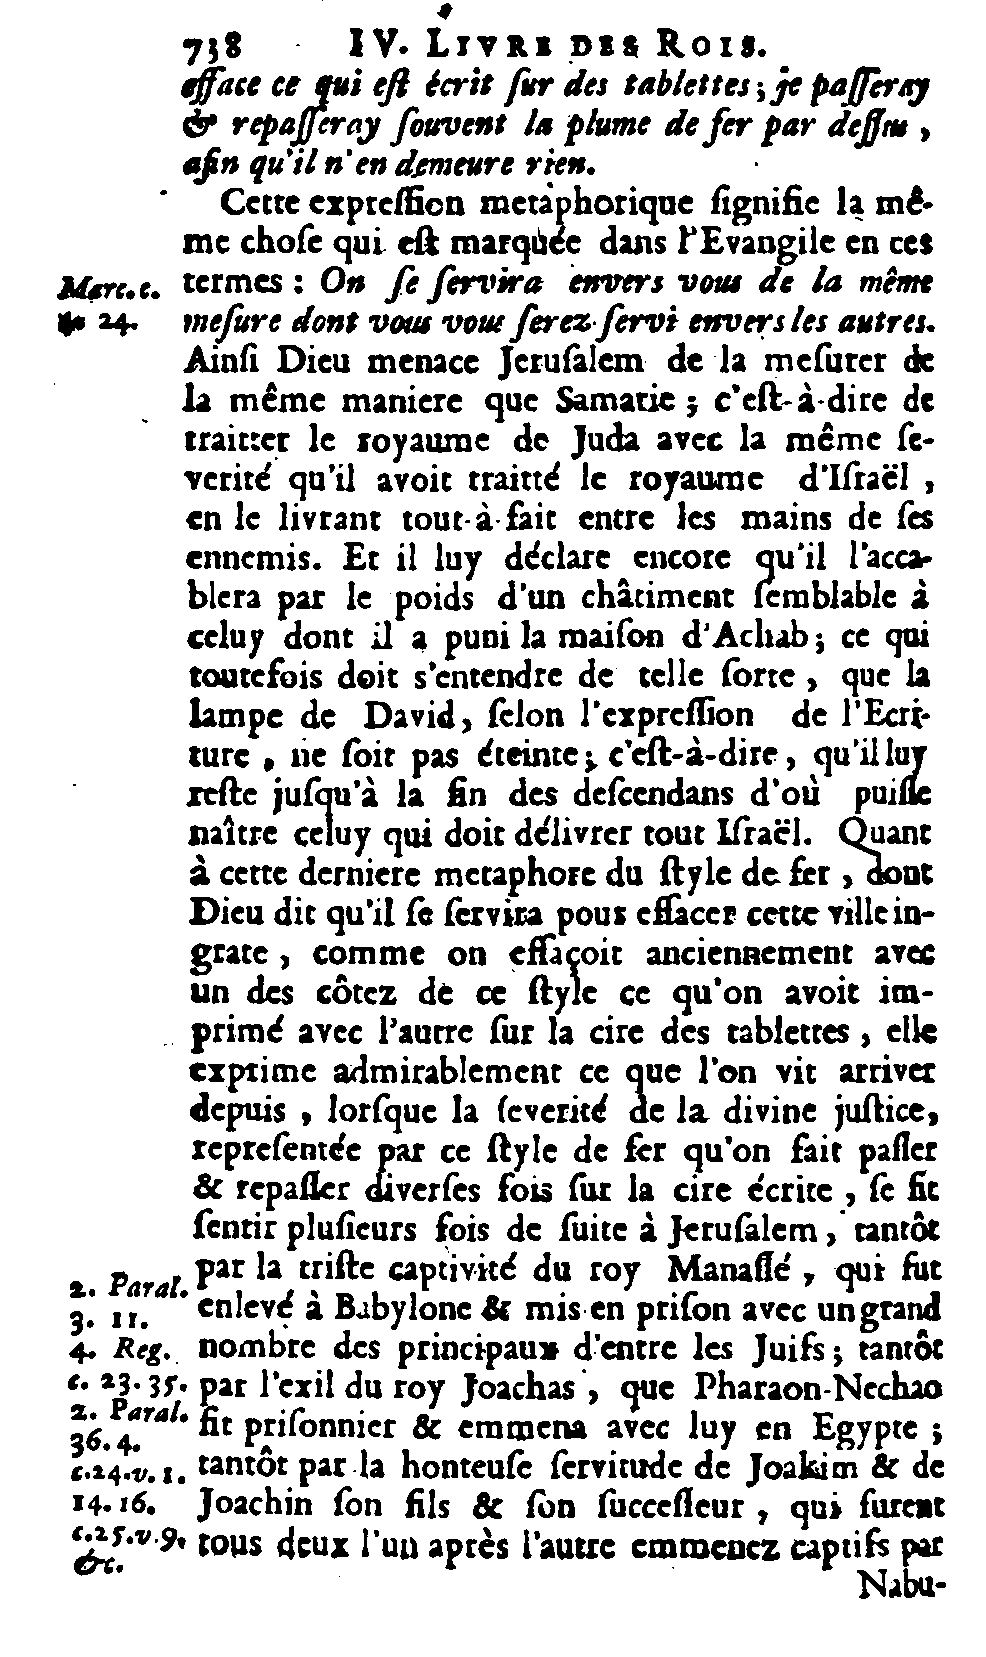 738 IV. LIVRE DES ROIS.
efface ce qui eſt écrit ſur des tablettes ; je paſſeray
& repaſſeray ſouvent la plume de fer par deſſus ,
afin qu'il n'en demeure rien.
Cette expreſſion metaphorique ſignifie la mê-
me choſe qui eſt marquée dans l'Evangile en ces
termes : On ſe ſervira envers vous de la même
meſure dont vous vous ſerez ſervi envers les autres.
Marc. c.
24.
Ainſi Dieu menace Jeruſalem de la meſurer de
la même maniere que Samarie ; c'eſt-à-dire de
traitter le royaume de Juda avec la même ſe-
verité qu'il avoit traitté le royaume d'Iſraël ,
en le livrant tout-à-fait entre les mains de ſes
ennemis. Et il luy déclare encore qu'il l'acca-
blera par le poids d'un châtiment ſemblable à
celuy dont il a puni la maiſon d'Achab ; ce qui
toutefois doit s'entendre de telle ſorte , que la
lampe de David, ſelon l'expreſſion de l'Ecri-
ture , ne ſoit pas éteinte ; c'eſt-à-dire , qu'il luy
reſte juſqu'à la fin des deſcendans d'où puiſſe
naître celuy qui doit délivrer tout Iſraël. Quant
à cette derniere metaphore du ſtyle de fer , dont
Dieu dit qu'il ſe ſervira pour effacer cette ville in-
grate , comme on effaçoit anciennement avec
un des côtez de ce ſtyle ce qu'on avoit im-
primé avec l'autre ſur la cire des tablettes , elle
exprime admirablement ce que l'on vit arriver
depuis , lorſque la ſeverité de la divine juſtice,
repreſentée par ce ſtyle de fer qu'on fait paſſer
& repaſſer diverſes fois ſur la cire écrite , ſe fit
ſentir pluſieurs fois de ſuite à Jeruſalem , tantôt
par la triſte captivité du roy Manaſſé , qui fut
enlevé à Babylone & mis en priſon avec un grand
nombre des principaux d'entre les Juifs ; tantôt
par l'exil du roy Joachas , que Pharaon-Nechao
fit priſonnier & emmena avec luy en Egypte ;
tantôt par la honteuſe ſervitude de Joakim & de
Joachin ſon fils & ſon ſucceſſeur , qui furent
tous deux l'un après l'autre emmenez captifs par
2. Paral.
3. 11.
4. Reg.
c. 23. 35.
2. Paral.
36. 4.
c. 24. v. 1.
14. 16.
c. 25. v. 9.
&c.
Nabu-